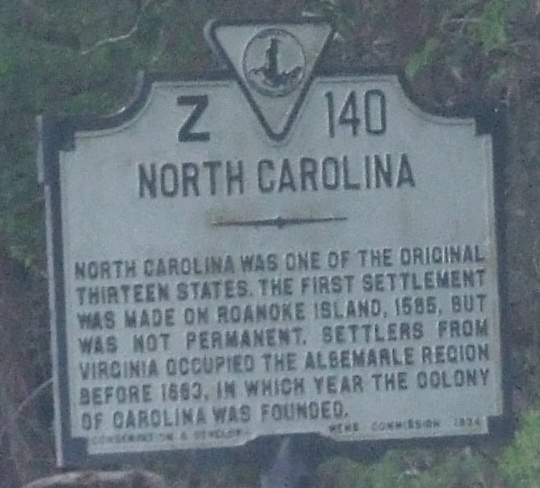 Z 140
NORTH CAROLINA
NORTH CAROLINA WAS ONE OF THE ORIGINAL
THIRTEEN STATES. THE FIRST SETTLEMENT
WAS MADE ON ROANOKE ISLAND, 1585, BUT
WAS NOT PERMANENT. SETTLERS FROM
VIRGINIA OCCUPIED THE ALBEMARLE REGION
BEFORE 1663, IN WHICH YEAR THE COLONY
OF CAROLINA WAS FOUNDED.
CONSERVATION & DEVELOP COMMISSION